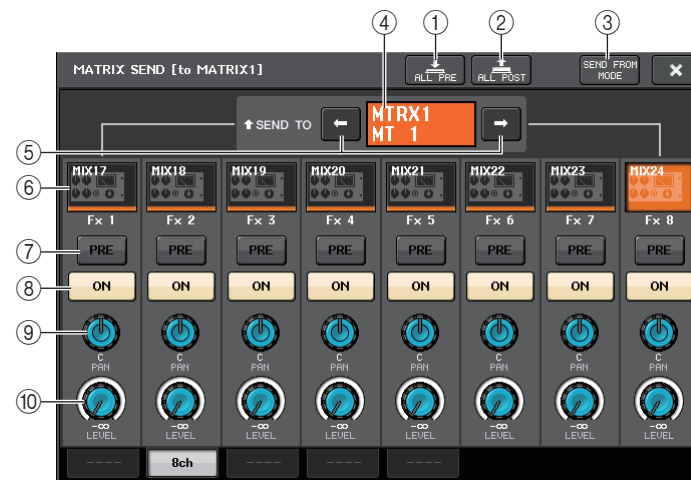 ① ② ③ ④
MATRIX SEND [to MATRIX1]
ALL PRE
ALL POST
SEND FROM
MODE
×
SEND TO
MTRX1
MT 1
⑤
⑥
MIX17 MIX18 MIX19 MIX20 MIX21 MIX22 MIX23 MIX24
Fx 1 Fx 2 Fx 3 Fx 4 Fx 5 Fx 6 Fx 7 Fx 8
⑦
PRE PRE PRE PRE PRE PRE PRE PRE
⑧
ON ON ON ON ON ON ON ON
⑨
C C C C C C C C
PAN PAN PAN PAN PAN PAN PAN PAN
⑩
-∞ -∞ -∞ -∞ -∞ -∞ -∞ -∞
LEVEL LEVEL LEVEL LEVEL LEVEL LEVEL LEVEL LEVEL
---- 8ch ---- ---- ----